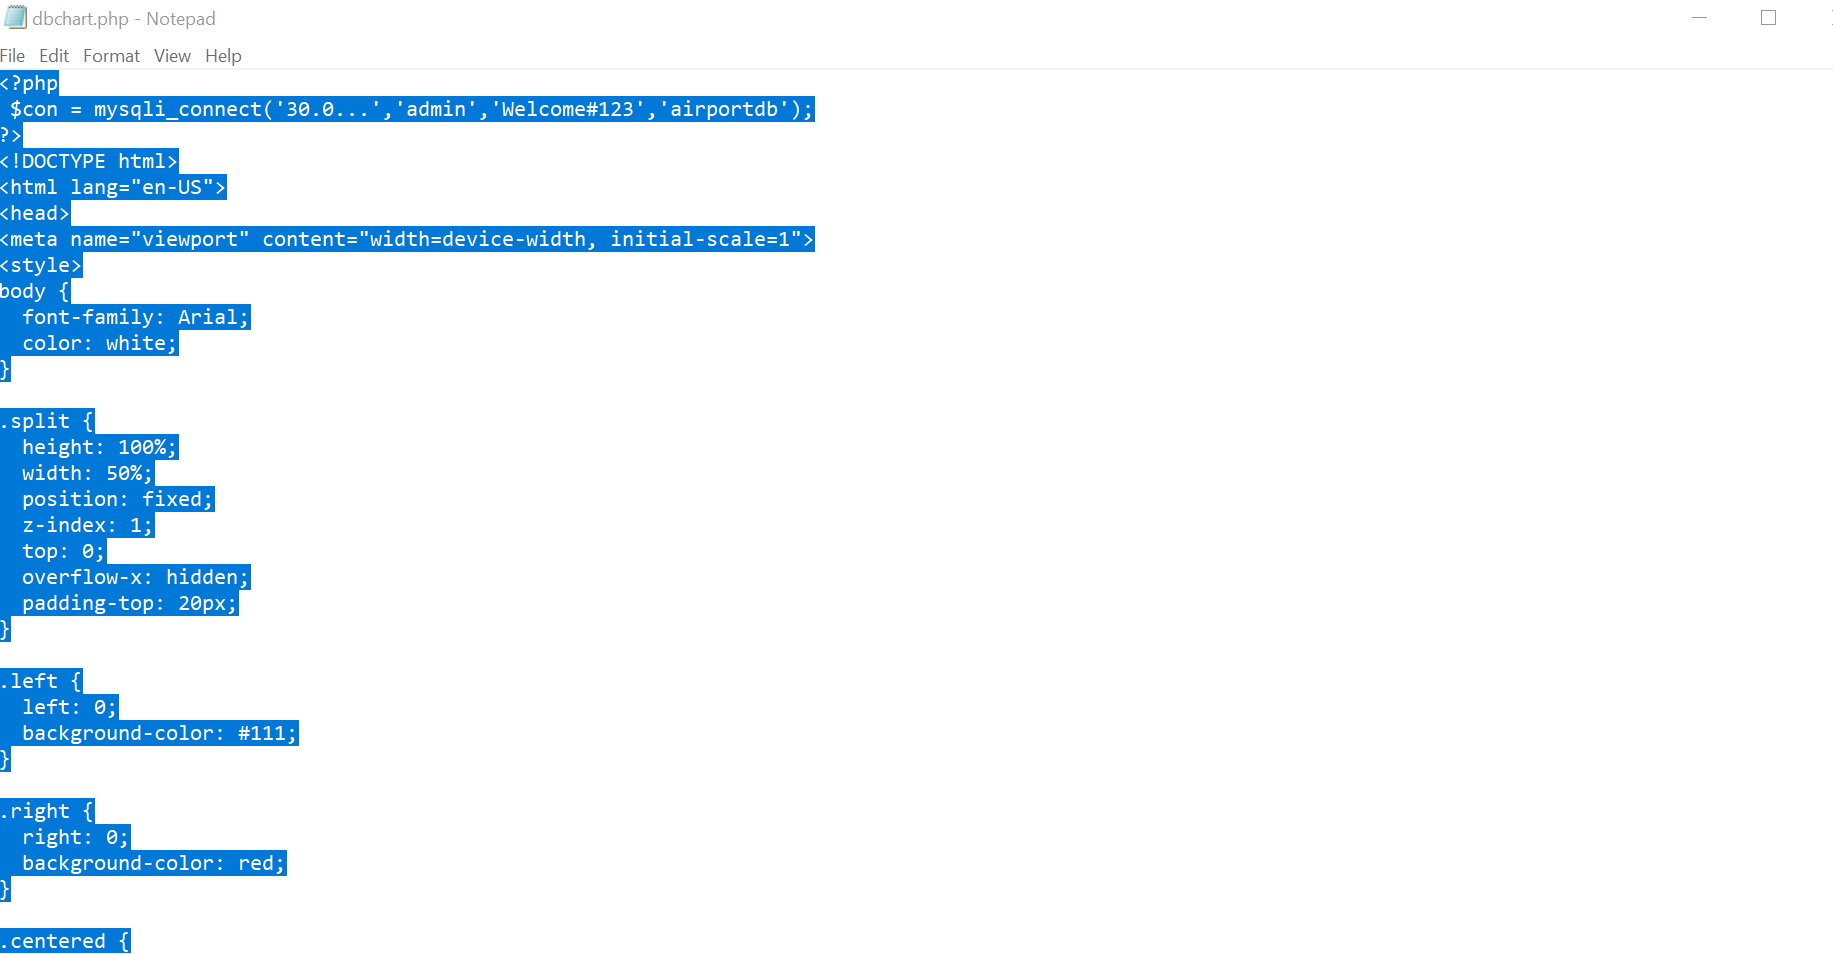 dbchart.php - Notepad
File Edit Format View Help
<?php
 $con = mysqli_connect('30.0...','admin','Welcome#123','airportdb');
?>
<!DOCTYPE html>
<html lang="en-US">
<head>
<meta name="viewport" content="width=device-width, initial-scale=1">
<style>
body {
  font-family: Arial;
  color: white;
}

.split {
  height: 100%;
  width: 50%;
  position: fixed;
  z-index: 1;
  top: 0;
  overflow-x: hidden;
  padding-top: 20px;
}

.left {
  left: 0;
  background-color: #111;
}

.right {
  right: 0;
  background-color: red;
}

.centered {